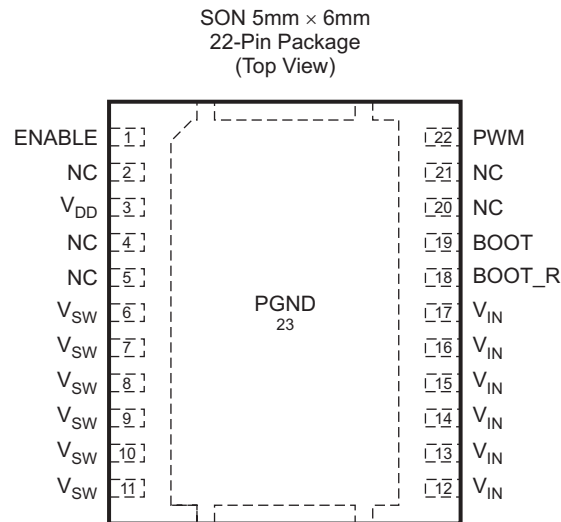 SON 5mm × 6mm
22-Pin Package
(Top View)
ENABLE 1 22 PWM
NC 2 21 NC
VDD 3 20 NC
NC 4 19 BOOT
NC 5 18 BOOT_R
PGND
23
VSW 6 17 VIN
VSW 7 16 VIN
VSW 8 15 VIN
VSW 9 14 VIN
VSW 10 13 VIN
VSW 11 12 VIN